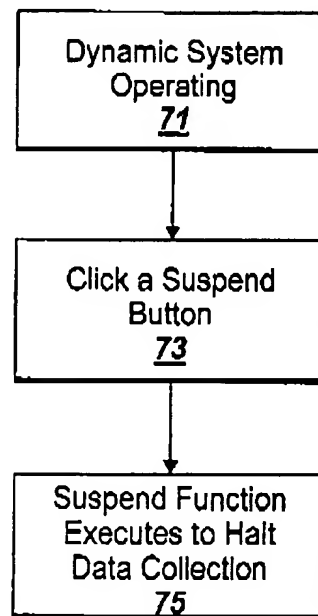 Dynamic System
Operating
71
Click a Suspend
Button
73
Suspend Function
Executes to Halt
Data Collection
75